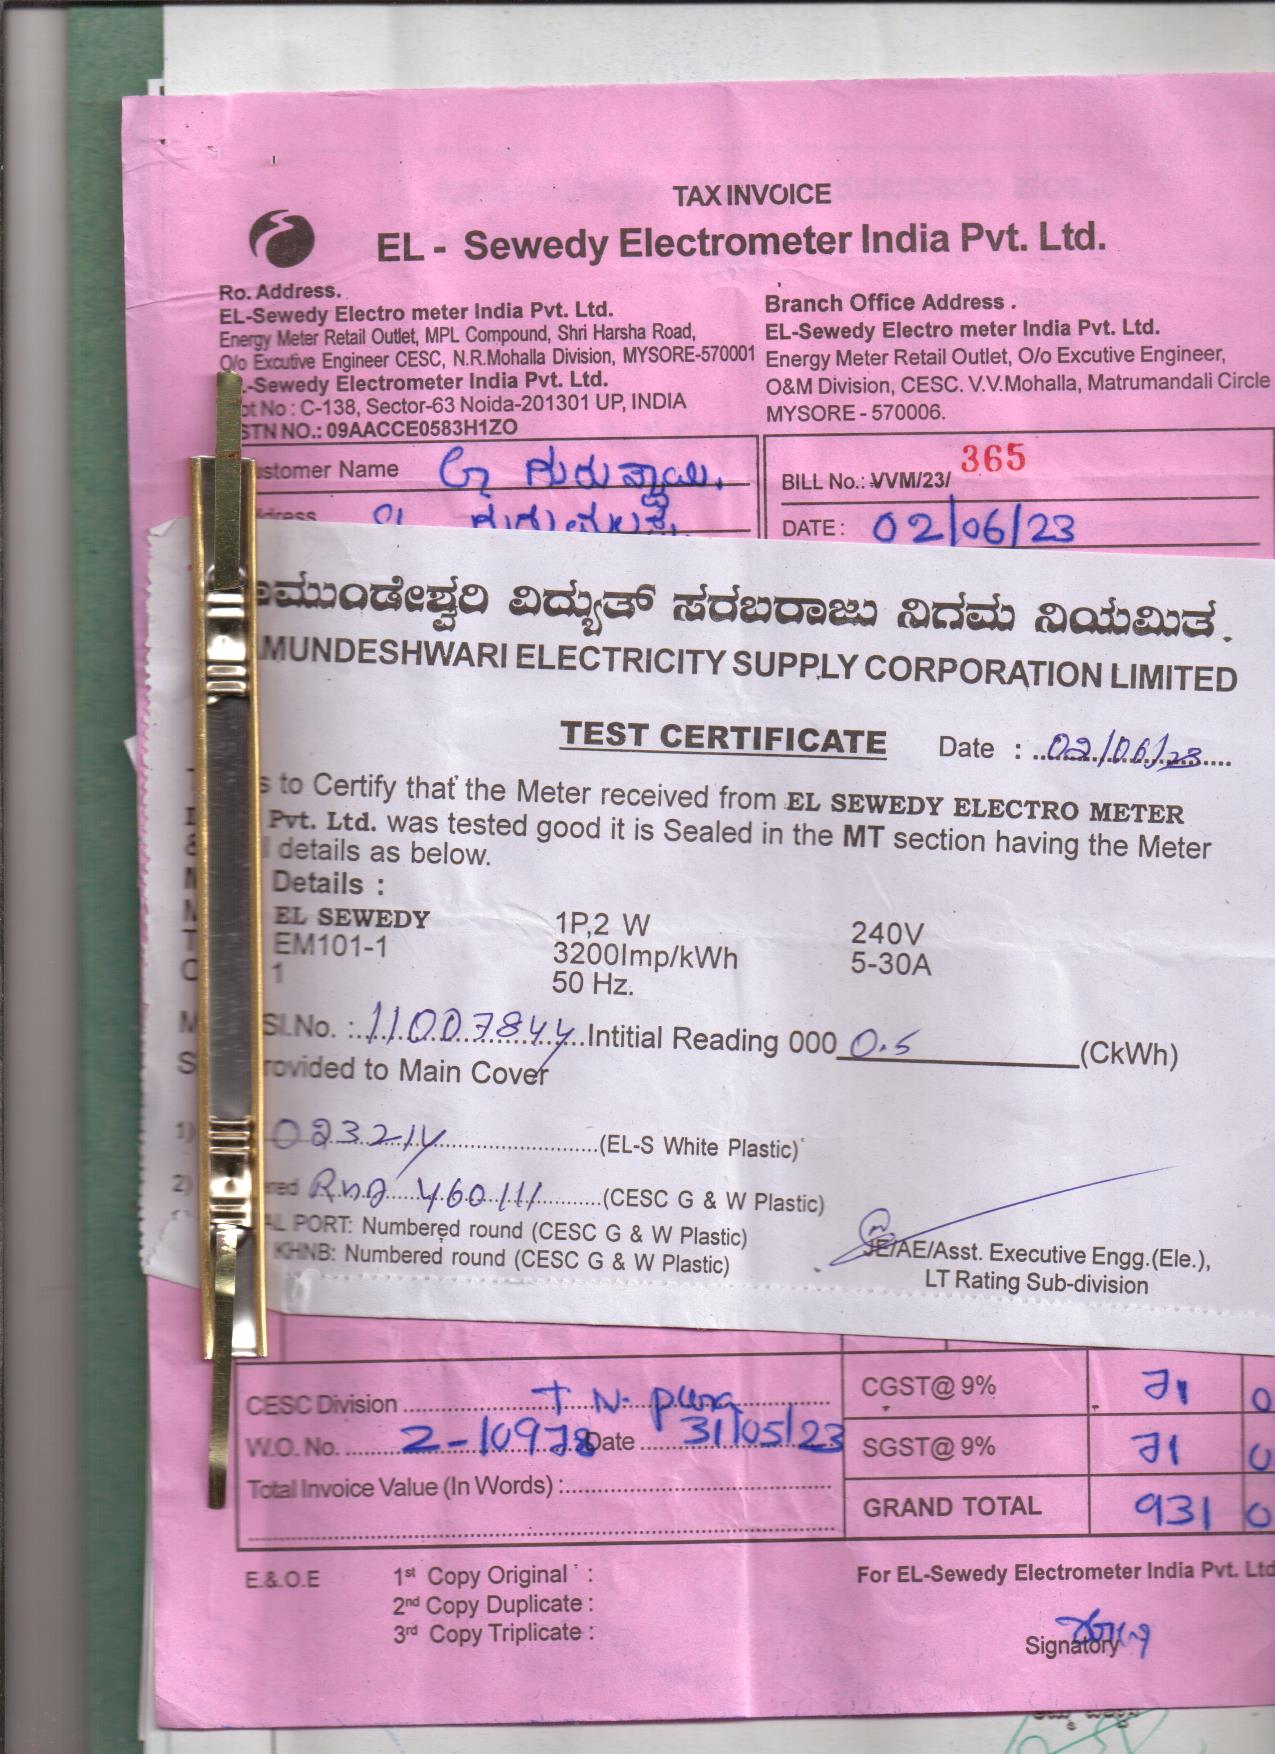 TAX INVOICE
EL - Sewedy Electrometer India Pvt. Ltd.
Ro. Address.
EL-Sewedy Electro meter India Pvt. Ltd.
Energy Meter Retail Outlet, MPL Compound, Shri Harsha Road,
O/o Excutive Engineer CESC, N.R.Mohalla Division, MYSORE-570001
-Sewedy Electrometer India Pvt. Ltd.
ot No : C-138, Sector-63 Noida-201301 UP, INDIA
STN NO.: 09AACCE0583H1ZO
Branch Office Address .
EL-Sewedy Electro meter India Pvt. Ltd.
Energy Meter Retail Outlet, O/o Excutive Engineer,
O&M Division, CESC. V.V.Mohalla, Matrumandali Circle
MYSORE - 570006.
stomer Name
dress
BILL No.: VVM/23/ 365
DATE : 02/06/23
ಾಮುಂಡೇಶ್ವರಿ ವಿದ್ಯುತ್ ಸರಬರಾಜು ನಿಗಮ ನಿಯಮಿತ.
MUNDESHWARI ELECTRICITY SUPPLY CORPORATION LIMITED
TEST CERTIFICATE Date : 02/06/23
s to Certify that the Meter received from EL SEWEDY ELECTRO METER
Pvt. Ltd. was tested good it is Sealed in the MT section having the Meter
details as below.
Details :
EL SEWEDY 1P,2 W 240V
EM101-1 3200Imp/kWh 5-30A
1 50 Hz.
Sl.No. : 11007844 Intitial Reading 000 0.5 (CkWh)
rovided to Main Cover
1) 023214 (EL-S White Plastic)
2) ered 460111 (CESC G & W Plastic)
AL PORT: Numbered round (CESC G & W Plastic)
KHNB: Numbered round (CESC G & W Plastic)
JE/AE/Asst. Executive Engg.(Ele.),
LT Rating Sub-division
CESC Division T N. pura
W.O. No. 2-10978 Date 31/05/23
Total Invoice Value (In Words) :
CGST@ 9% 71 0
SGST@ 9% 71 0
GRAND TOTAL 931 0
E.&.O.E
1st Copy Original :
2nd Copy Duplicate :
3rd Copy Triplicate :
For EL-Sewedy Electrometer India Pvt. Ltd
Signatory